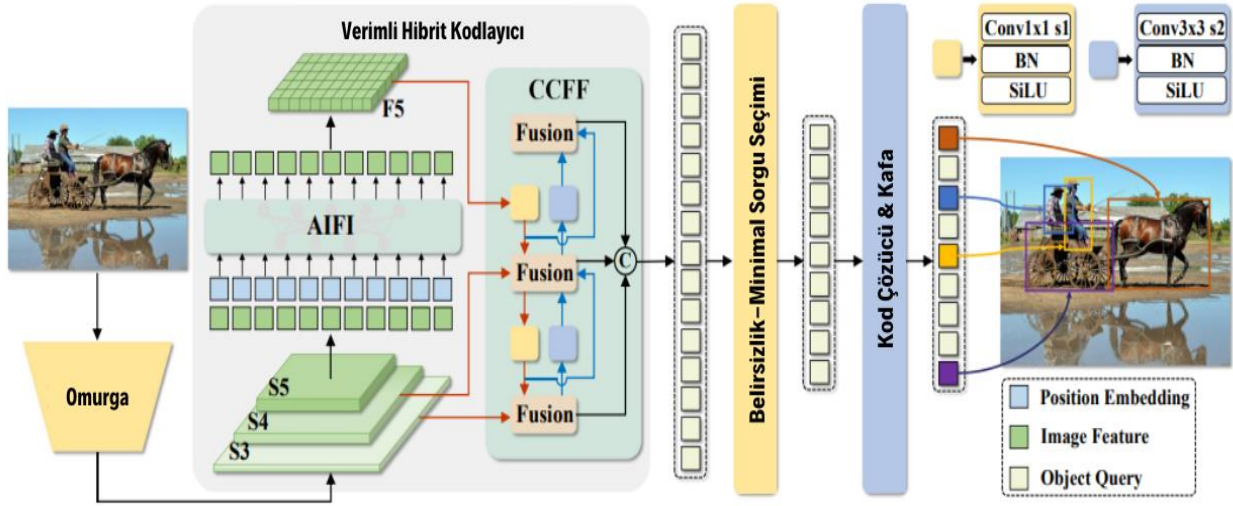 Verimli Hibrit Kodlayıcı
F5
CCFF
Fusion
AIFI
Fusion
Fusion
S5
S4
S3
Omurga
C
Belirsizlik–Minimal Sorgu Seçimi
Kod Çözücü & Kafa
Conv1x1 s1
BN
SiLU
Conv3x3 s2
BN
SiLU
Position Embedding
Image Feature
Object Query